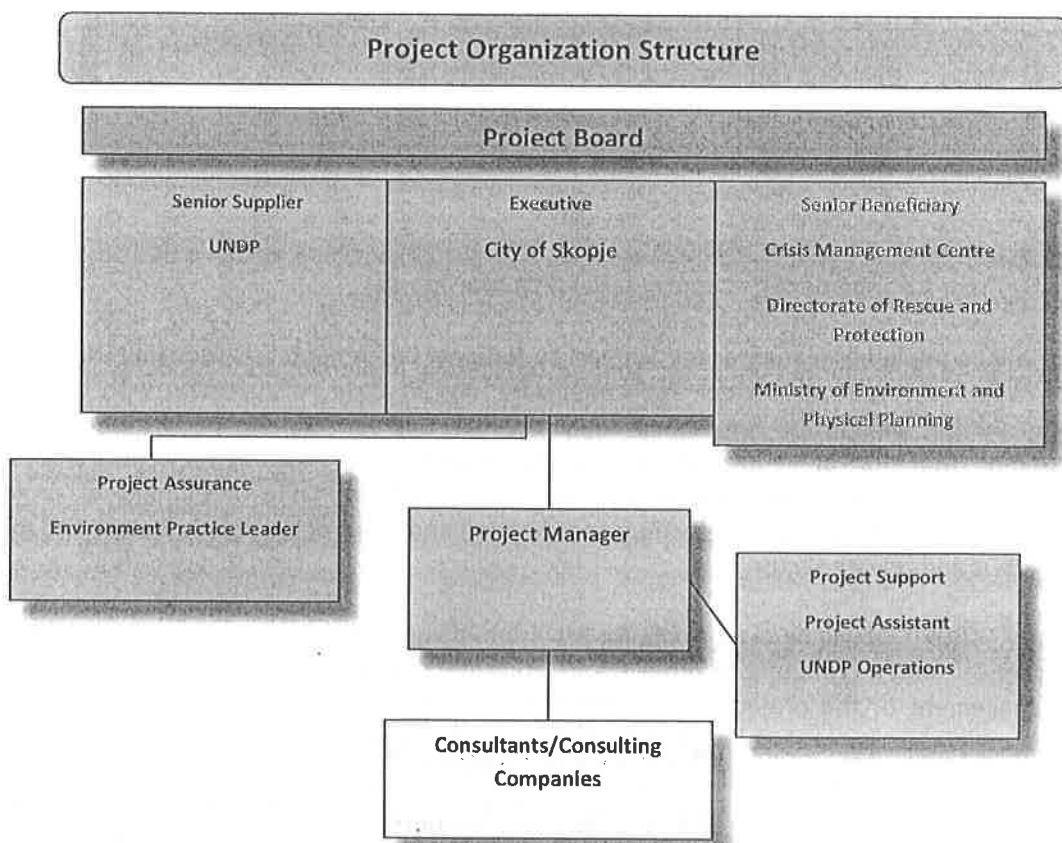 Project Organization Structure
Project Board
Senior Supplier
UNDP
Executive
City of Skopje
Senior Beneficiary
Crisis Management Centre
Directorate of Rescue and
Protection
Ministry of Environment and
Physical Planning
Project Assurance
Environment Practice Leader
Project Manager
Project Support
Project Assistant
UNDP Operations
Consultants/Consulting
Companies